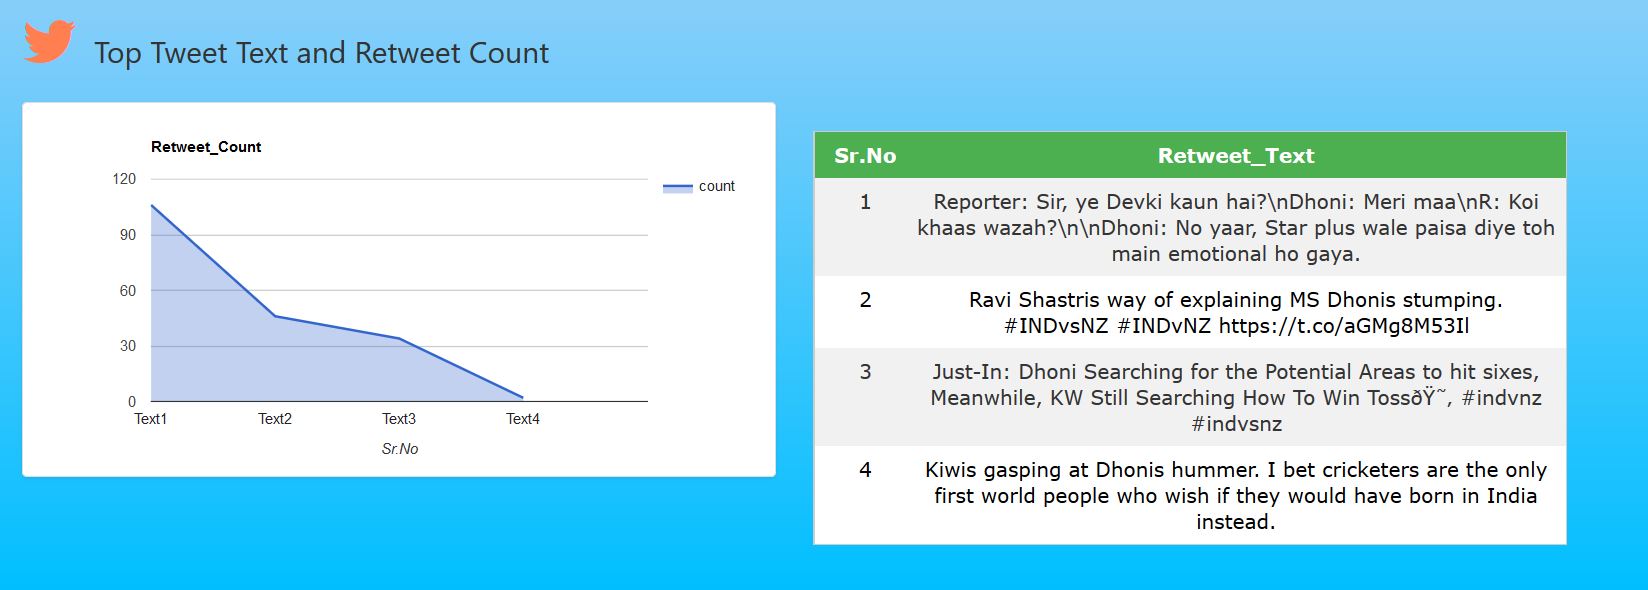 Top Tweet Text and Retweet Count
Retweet_Count
120
90
60
30
0
count
Text1 Text2 Text3 Text4
Sr.No
Sr.No Retweet_Text
1 Reporter: Sir, ye Devki kaun hai?\nDhoni: Meri maa\nR: Koi
khaas wazah?\n\nDhoni: No yaar, Star plus wale paisa diye toh
main emotional ho gaya.
2 Ravi Shastris way of explaining MS Dhonis stumping.
#INDvsNZ #INDvNZ https://t.co/aGMg8M53Il
3 Just-In: Dhoni Searching for the Potential Areas to hit sixes,
Meanwhile, KW Still Searching How To Win TossðŸ˜‚ #indvnz
#indvsnz
4 Kiwis gasping at Dhonis hummer. I bet cricketers are the only
first world people who wish if they would have born in India
instead.